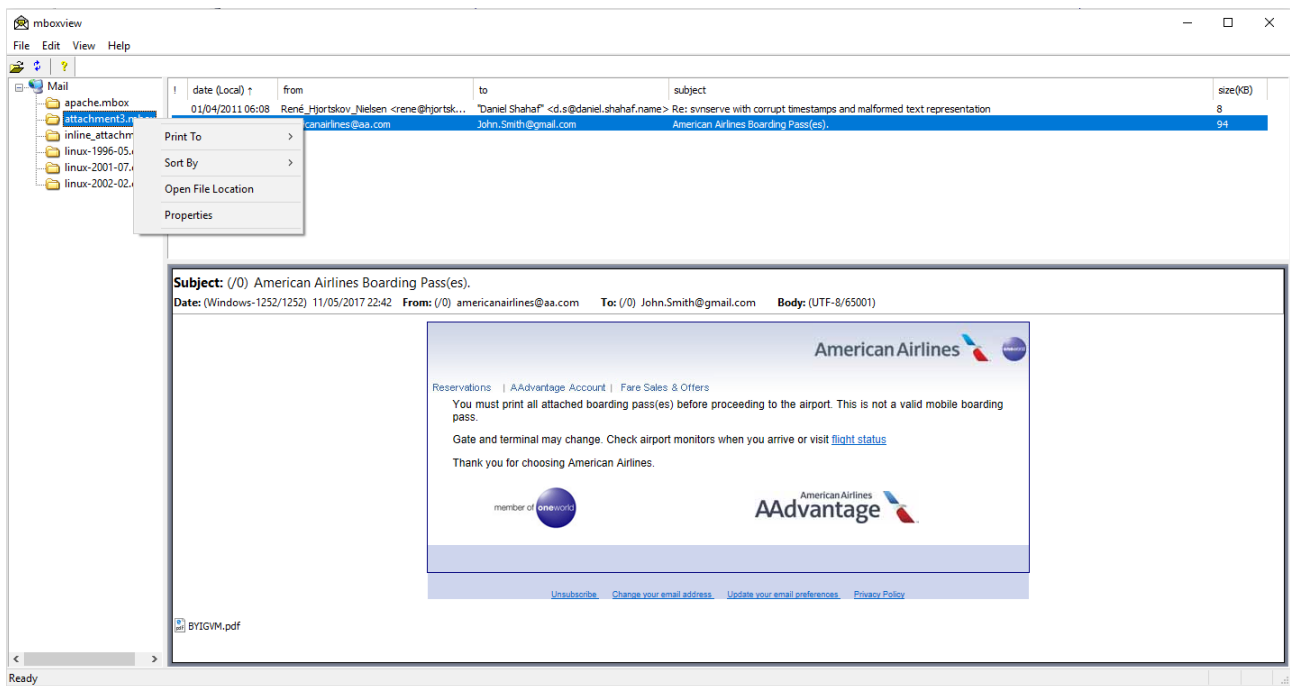 mboxview
File Edit View Help
?
Mail
apache.mbox
attachment3.mbox
inline_attachm
linux-1996-05.
linux-2001-07.
linux-2002-02.
Print To
Sort By
Open File Location
Properties
! date (Local) ↑ from to subject size(KB)
01/04/2011 06:08 René_Hjortskov_Nielsen <rene@hjortsk... "Daniel Shahaf" <d.s@daniel.shahaf.name> Re: svnserve with corrupt timestamps and malformed text representation 8
canairlines@aa.com John.Smith@gmail.com American Airlines Boarding Pass(es). 94
Subject: (/0) American Airlines Boarding Pass(es).
Date: (Windows-1252/1252) 11/05/2017 22:42 From: (/0) americanairlines@aa.com To: (/0) John.Smith@gmail.com Body: (UTF-8/65001)
American Airlines
Reservations | AAdvantage Account | Fare Sales & Offers
You must print all attached boarding pass(es) before proceeding to the airport. This is not a valid mobile boarding
pass.
Gate and terminal may change. Check airport monitors when you arrive or visit flight status
Thank you for choosing American Airlines.
member of oneworld
American Airlines
AAdvantage
Unsubscribe Change your email address Update your email preferences Privacy Policy
BYIGVM.pdf
Ready